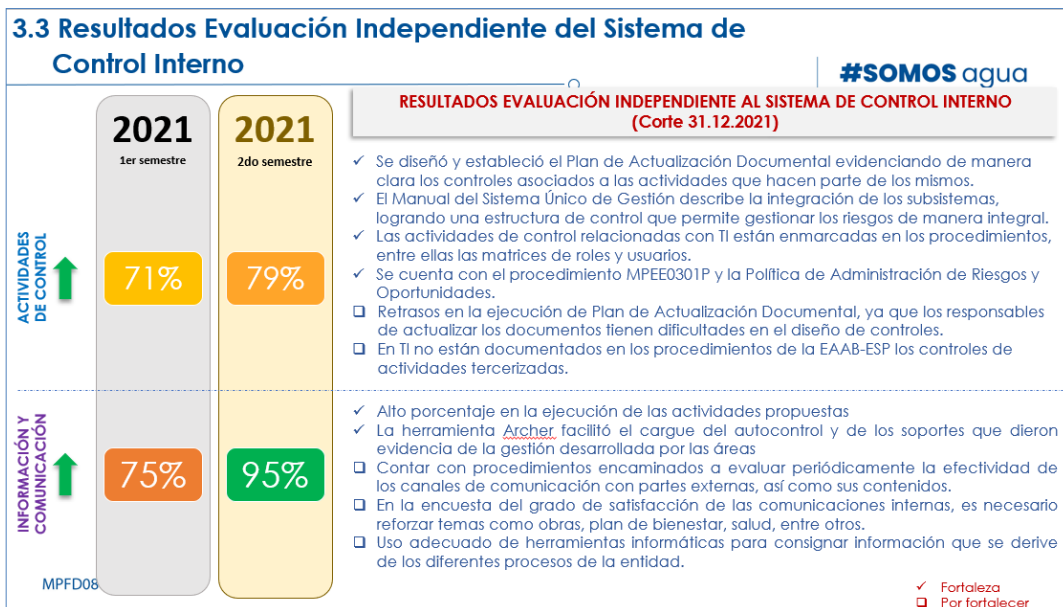 3.3 Resultados Evaluación Independiente del Sistema de
Control Interno
#SOMOS agua
RESULTADOS EVALUACIÓN INDEPENDIENTE AL SISTEMA DE CONTROL INTERNO
(Corte 31.12.2021)
2021
1er semestre
2021
2do semestre
ACTIVIDADES
DE CONTROL
71%
79%
✓ Se diseñó y estableció el Plan de Actualización Documental evidenciando de manera
clara los controles asociados a las actividades que hacen parte de los mismos.
✓ El Manual del Sistema Único de Gestión describe la integración de los subsistemas,
logrando una estructura de control que permite gestionar los riesgos de manera integral.
✓ Las actividades de control relacionadas con TI están enmarcadas en los procedimientos,
entre ellas las matrices de roles y usuarios.
✓ Se cuenta con el procedimiento MPEE0301P y la Política de Administración de Riesgos y
Oportunidades.
❑ Retrasos en la ejecución de Plan de Actualización Documental, ya que los responsables
de actualizar los documentos tienen dificultades en el diseño de controles.
❑ En TI no están documentados en los procedimientos de la EAAB-ESP los controles de
actividades tercerizadas.
INFORMACIÓN Y
COMUNICACIÓN
75%
95%
✓ Alto porcentaje en la ejecución de las actividades propuestas
✓ La herramienta Archer facilitó el cargue del autocontrol y de los soportes que dieron
evidencia de la gestión desarrollada por las áreas
❑ Contar con procedimientos encaminados a evaluar periódicamente la efectividad de
los canales de comunicación con partes externas, así como sus contenidos.
❑ En la encuesta del grado de satisfacción de las comunicaciones internas, es necesario
reforzar temas como obras, plan de bienestar, salud, entre otros.
❑ Uso adecuado de herramientas informáticas para consignar información que se derive
de los diferentes procesos de la entidad.
MPFD08
✓ Fortaleza
❑ Por fortalecer